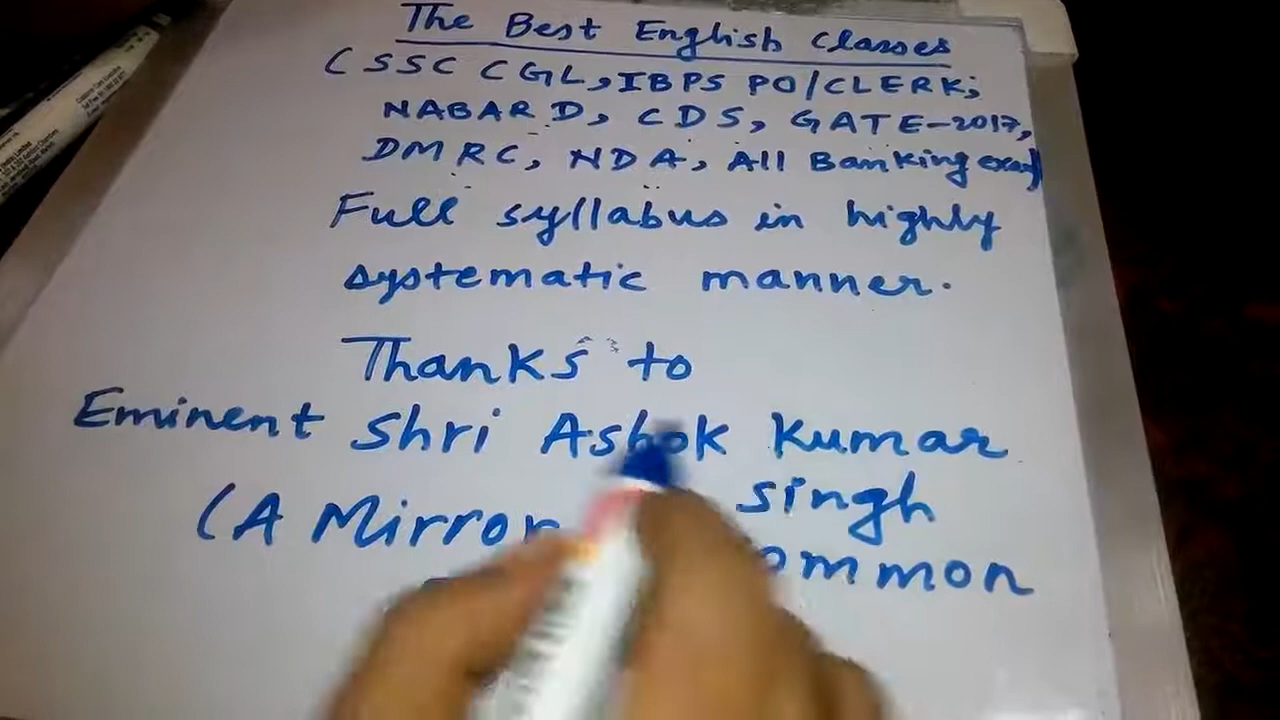 The Best English Classes
(SSC CGL, IBPS PO/CLERK,
NABARD, CDS, GATE-2017,
DMRC, NDA, All Banking exam)
Full syllabus in highly
systematic manner.
Thanks to
Eminent Shri Ashok Kumar
Singh
(A Mirror